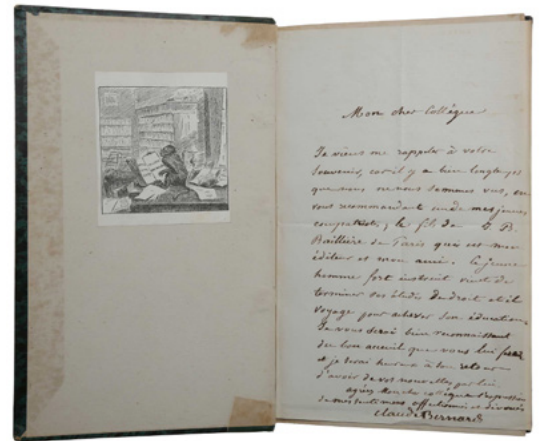 Mon cher Collègue
Je viens me rappeler à votre
souvenir, car il y a bien longtemps
que nous ne nous sommes vus, en
vous recommandant un de mes jeunes
compatriotes, le fils de J. B.
Baillière de Paris qui est mon
éditeur et mon ami. Ce jeune
homme fort instruit vient de
terminer ses études de droit et il
voyage pour achever son éducation.
Je vous serai bien reconnaissant
du bon accueil que vous lui ferez
et je serai heureux à son retour
d'avoir de vos nouvelles par lui.
agréez mon cher collègue l'expression
de mes sentimens affectueux et dévoués
Claude Bernard